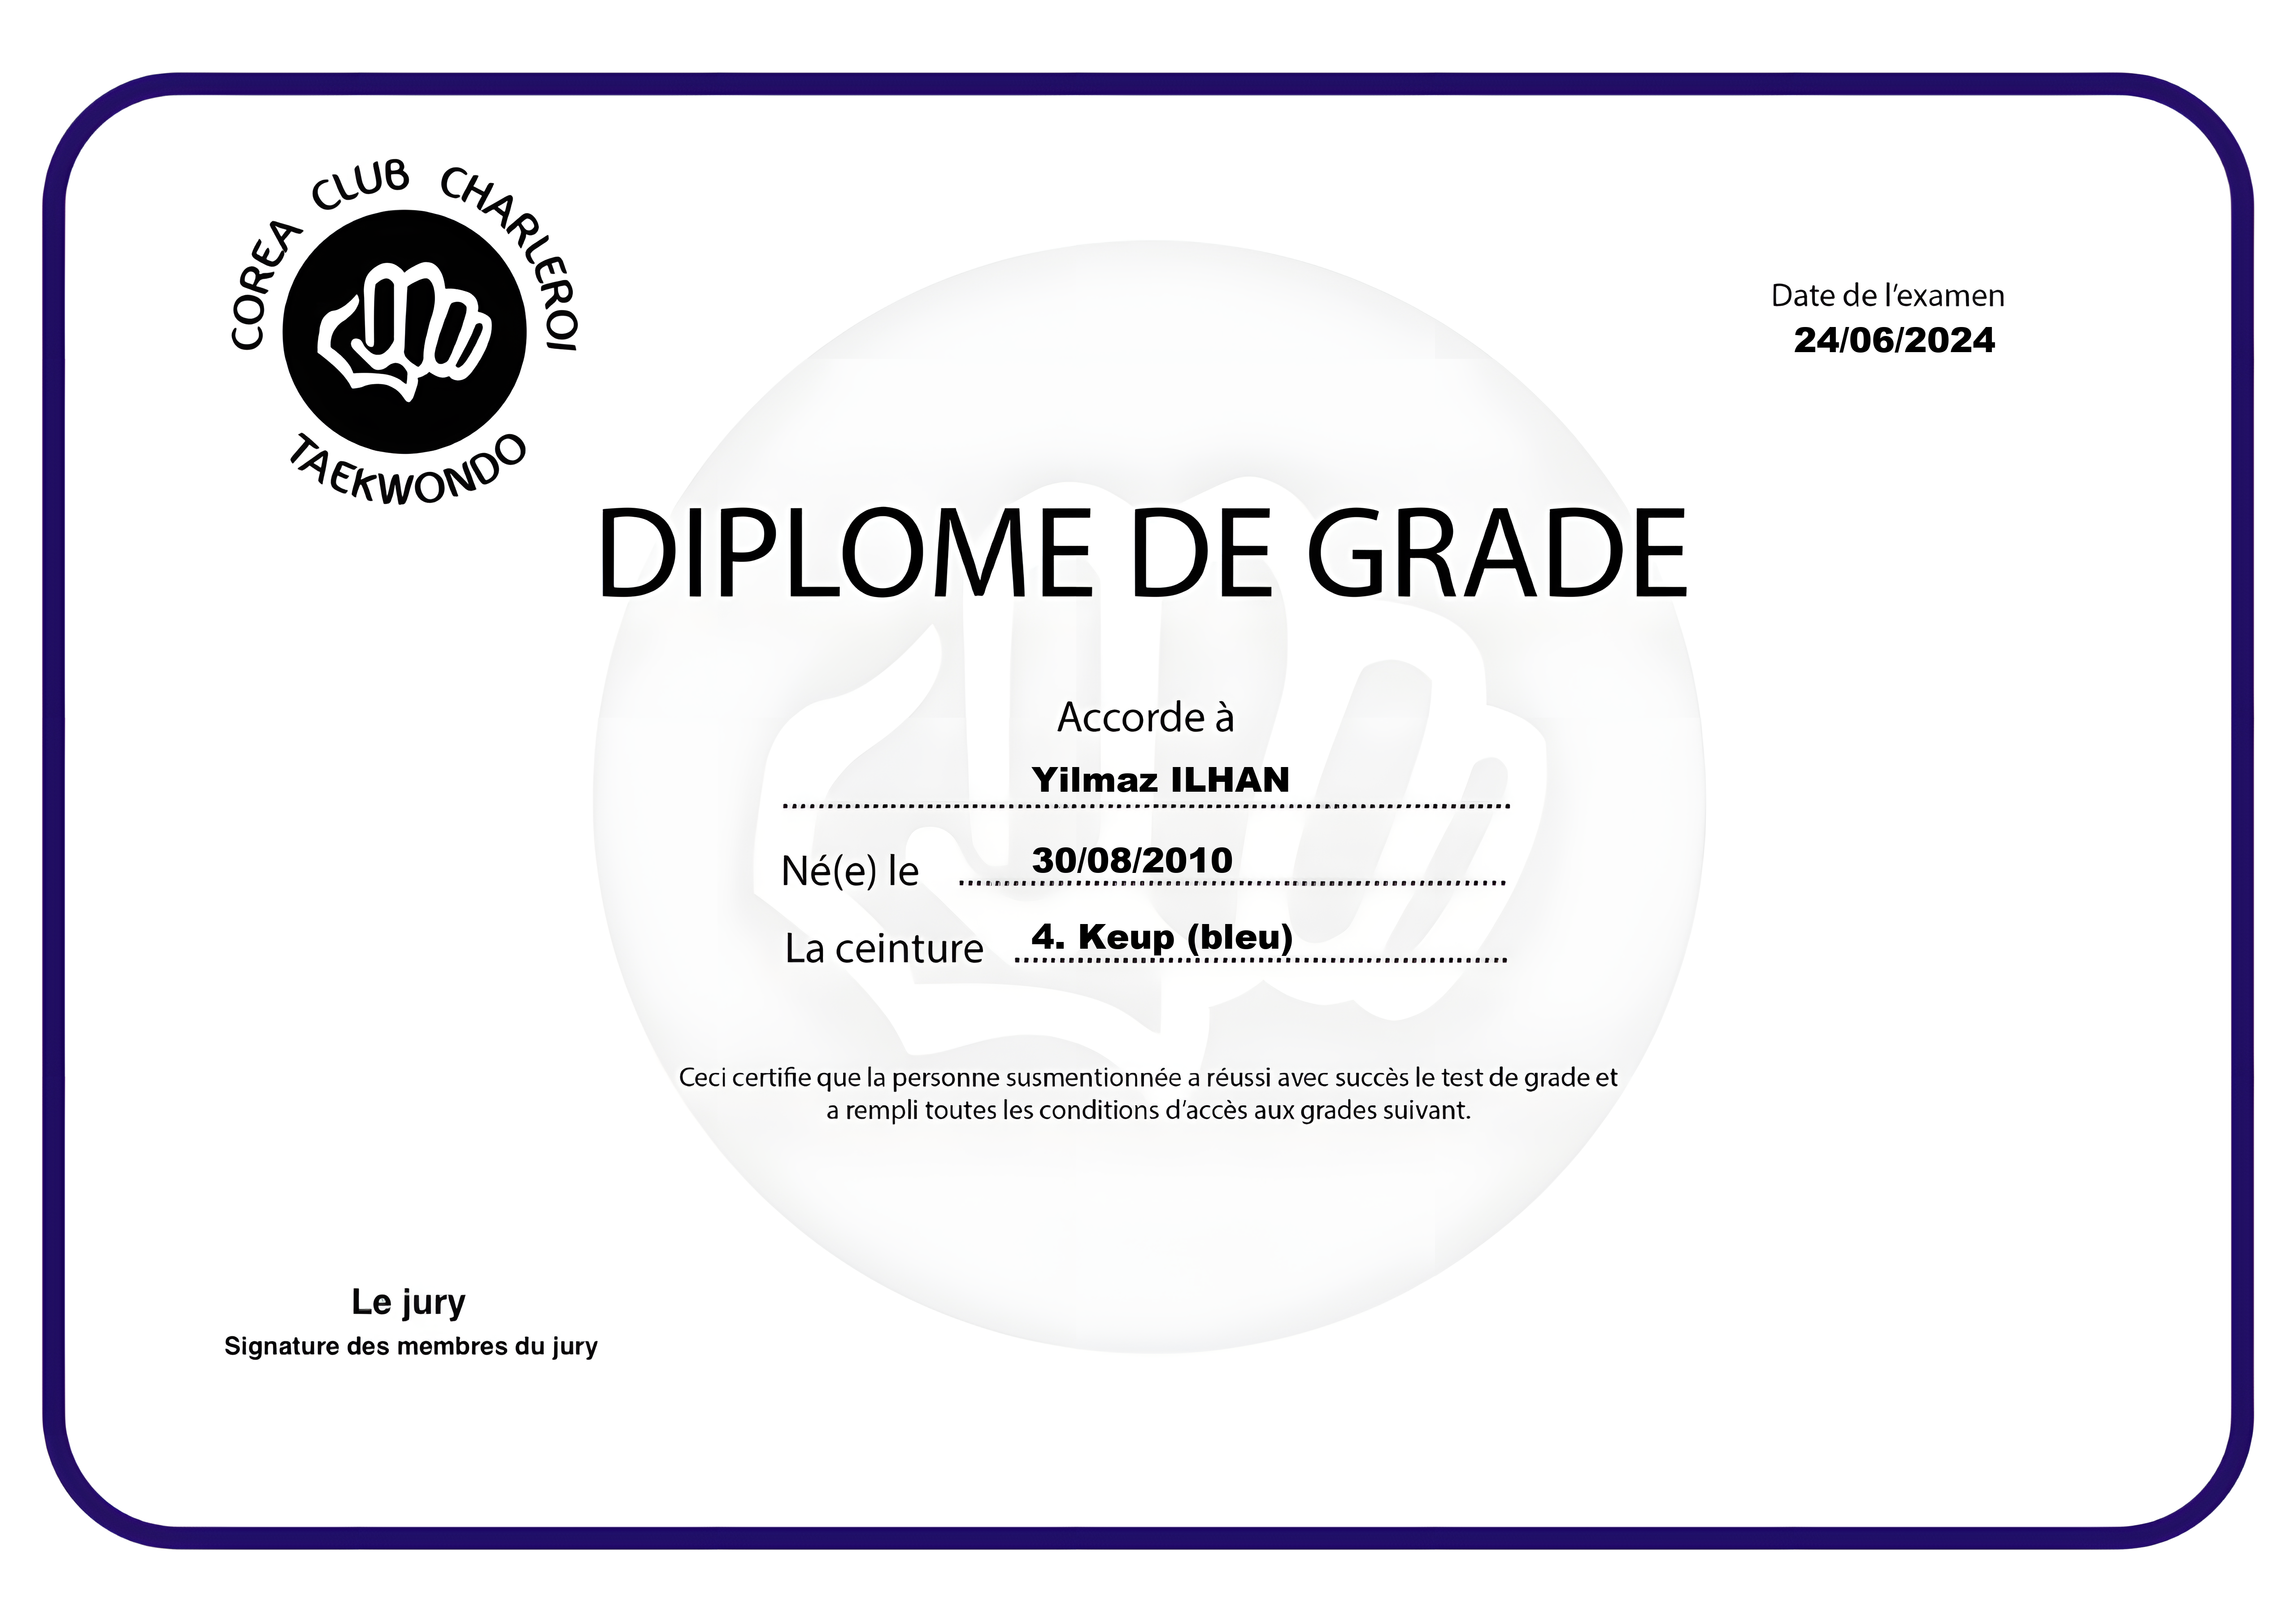 COREA CLUB CHARLEROI
TAEKWONDO
Date de l'examen
24/06/2024
DIPLOME DE GRADE
Accorde à
Yilmaz ILHAN
Né(e) le 30/08/2010
La ceinture 4. Keup (bleu)
Ceci certifie que la personne susmentionnée a réussi avec succès le test de grade et
a rempli toutes les conditions d'accès aux grades suivant.
Le jury
Signature des membres du jury